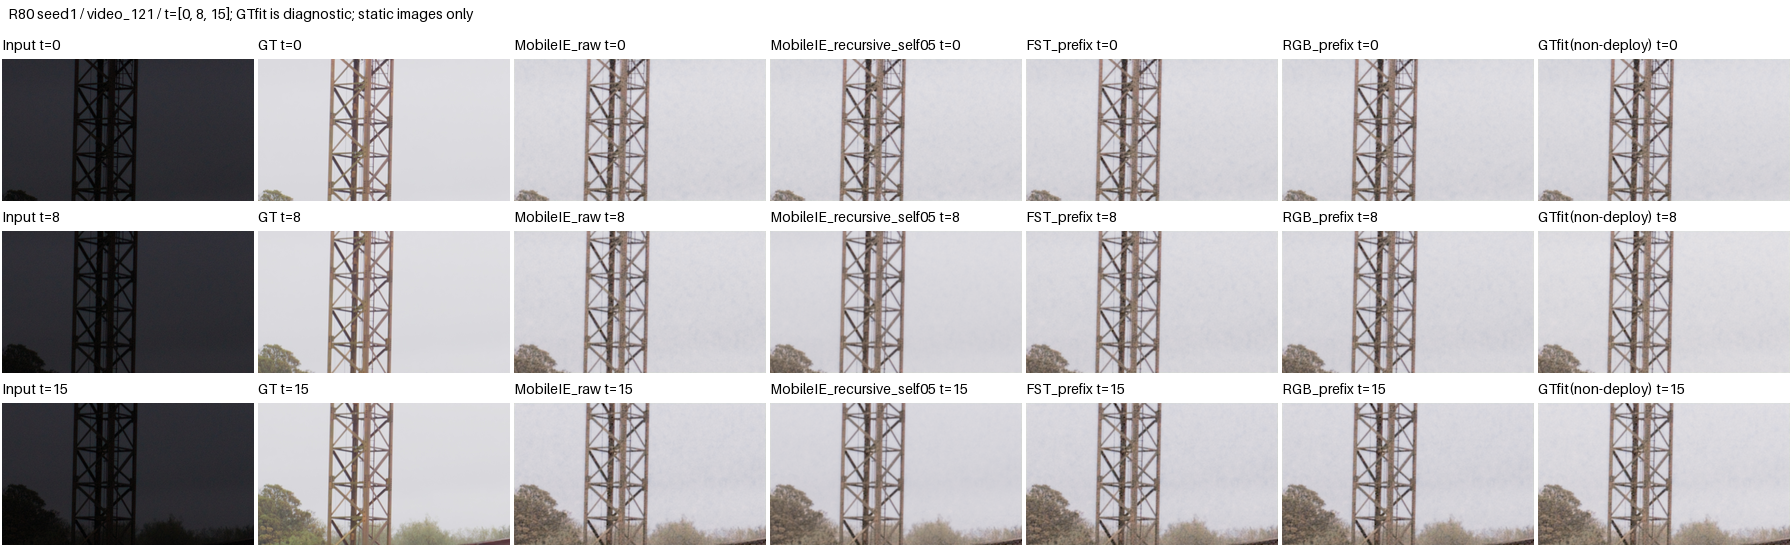 R80 seed1 / video_121 / t=[0, 8, 15]; GTfit is diagnostic; static images only
Input t=0 GT t=0 MobileIE_raw t=0 MobileIE_recursive_self05 t=0 FST_prefix t=0 RGB_prefix t=0 GTfit(non-deploy) t=0
Input t=8 GT t=8 MobileIE_raw t=8 MobileIE_recursive_self05 t=8 FST_prefix t=8 RGB_prefix t=8 GTfit(non-deploy) t=8
Input t=15 GT t=15 MobileIE_raw t=15 MobileIE_recursive_self05 t=15 FST_prefix t=15 RGB_prefix t=15 GTfit(non-deploy) t=15